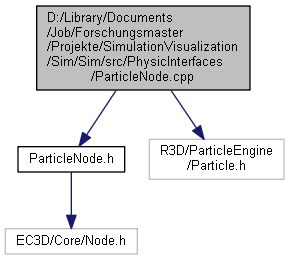 D:/Library/Documents
/Job/Forschungsmaster
/Projekte/SimulationVisualization
/Sim/Sim/src/PhysicInterfaces
/ParticleNode.cpp
ParticleNode.h
R3D/ParticleEngine
/Particle.h
EC3D/Core/Node.h